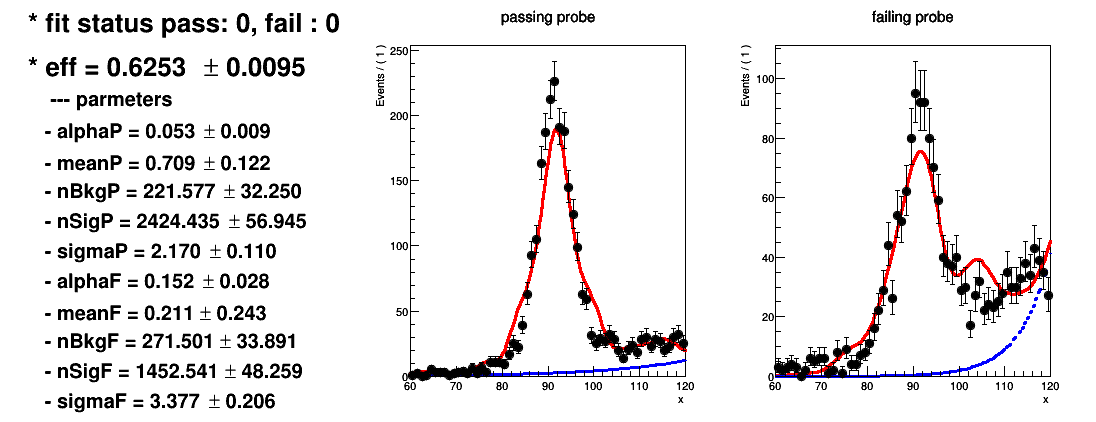 * fit status pass: 0, fail : 0
* eff = 0.6253 ± 0.0095
--- parmeters
- alphaP = 0.053 ± 0.009
- meanP = 0.709 ± 0.122
- nBkgP = 221.577 ± 32.250
- nSigP = 2424.435 ± 56.945
- sigmaP = 2.170 ± 0.110
- alphaF = 0.152 ± 0.028
- meanF = 0.211 ± 0.243
- nBkgF = 271.501 ± 33.891
- nSigF = 1452.541 ± 48.259
- sigmaF = 3.377 ± 0.206
passing probe
Events / ( 1 )
250
200
150
100
50
0
60 70 80 90 100 110 120
x
failing probe
Events / ( 1 )
100
80
60
40
20
0
60 70 80 90 100 110 120
x